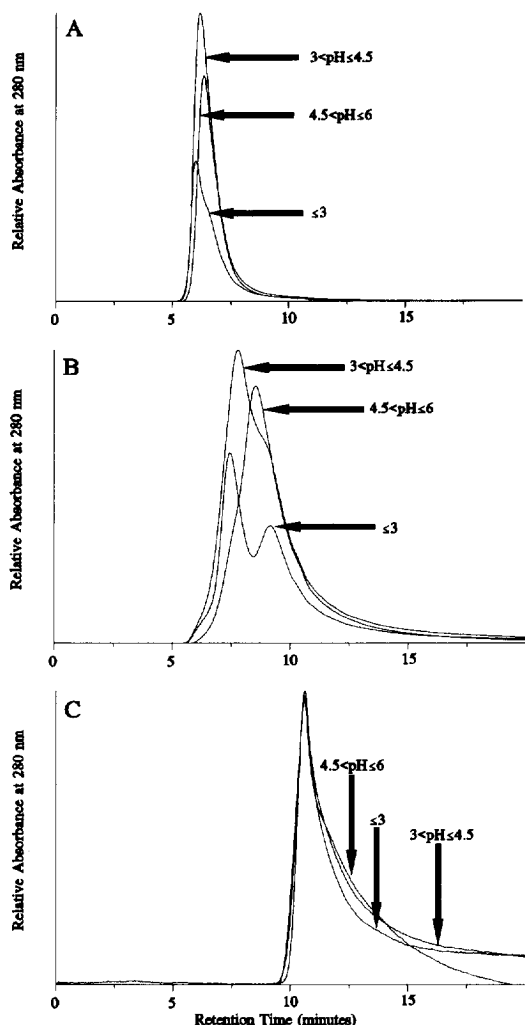 A
Relative Absorbance at 280 nm
3<pH≤4.5
4.5<pH≤6
≤3
0
5
10
15
B
Relative Absorbance at 280 nm
3<pH≤4.5
4.5<pH≤6
≤3
0
5
10
15
C
Relative Absorbance at 280 nm
4.5<pH≤6
≤3
3<pH≤4.5
0
5
10
15
Retention Time (minutes)